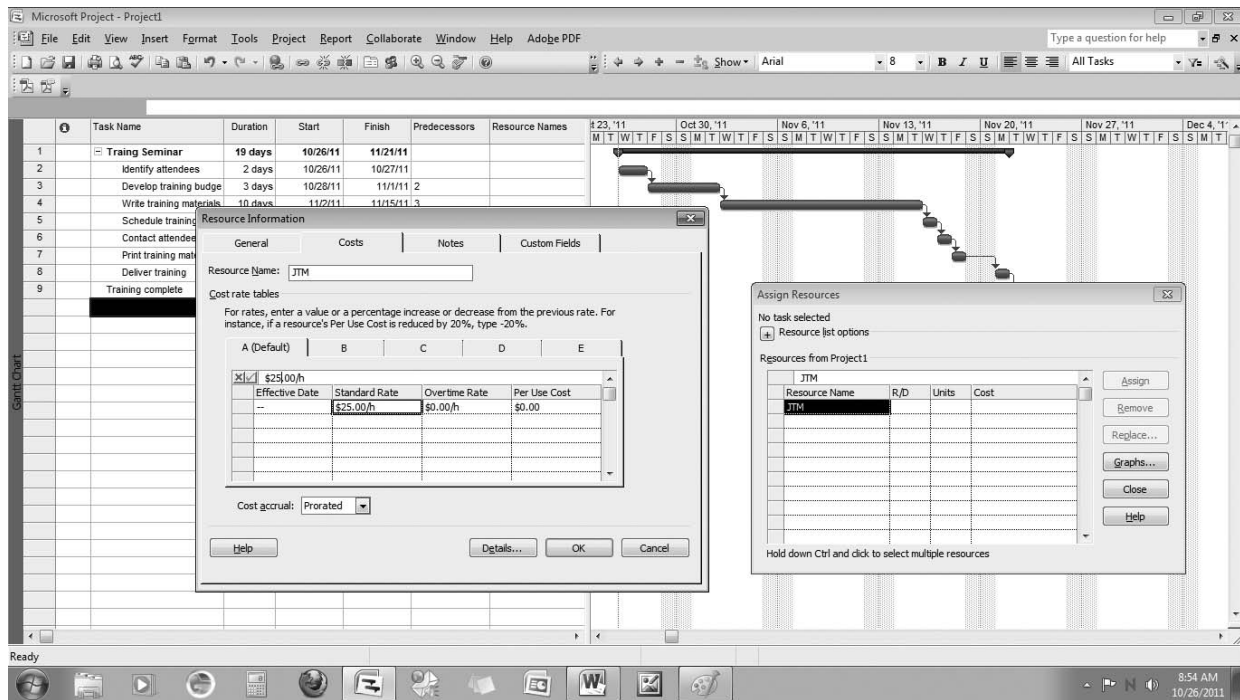 Microsoft Project - Project1
File Edit View Insert Format Tools Project Report Collaborate Window Help Adobe PDF
Type a question for help
Show Arial 8 B I U All Tasks
Task Name Duration Start Finish Predecessors Resource Names
t 23, '11 Oct 30, '11 Nov 6, '11 Nov 13, '11 Nov 20, '11 Nov 27, '11 Dec 4, '1
M T W T F S S M T W T F S S M T W T F S S M T W T F S S M T W T F S S M T W T F S S M T
1 Traing Seminar 19 days 10/26/11 11/21/11
2 Identify attendees 2 days 10/26/11 10/27/11
3 Develop training budge 3 days 10/28/11 11/1/11 2
4 Write training materials 10 days 11/2/11 11/15/11 3
5 Schedule training
6 Contact attendee
7 Print training mat
8 Deliver training
9 Training complete
Gantt Chart
Resource Information
General Costs Notes Custom Fields
Resource Name: JTM
Cost rate tables
For rates, enter a value or a percentage increase or decrease from the previous rate. For
instance, if a resource's Per Use Cost is reduced by 20%, type -20%.
A (Default) B C D E
$25.00/h
Effective Date Standard Rate Overtime Rate Per Use Cost
-- $25.00/h $0.00/h $0.00
Cost accrual: Prorated
Help Details... OK Cancel
Assign Resources
No task selected
+ Resource list options
Resources from Project1
JTM
Resource Name R/D Units Cost
JTM
Assign
Remove
Replace...
Graphs...
Close
Help
Hold down Ctrl and click to select multiple resources
Ready
8:54 AM
10/26/2011